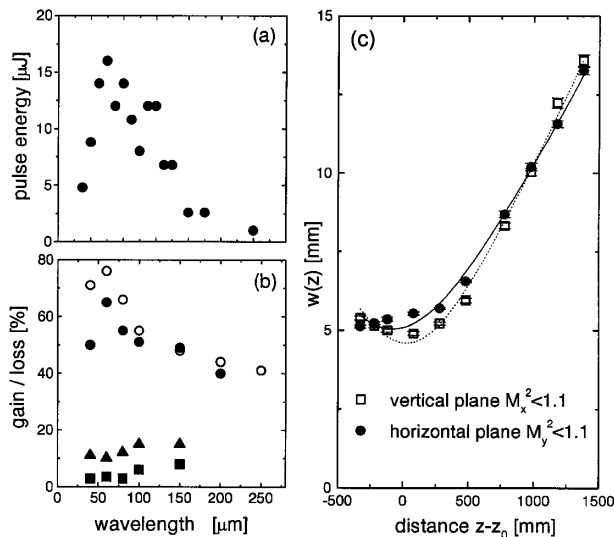 (a)
pulse energy [μJ]
20
15
10
5
0
(b)
gain / loss [%]
80
60
40
20
0
0 50 100 150 200 250
wavelength [μm]
(c)
w(z) [mm]
15
10
5
0
vertical plane M_x^2<1.1
horizontal plane M_y^2<1.1
-500 0 500 1000 1500
distance z-z_0 [mm]